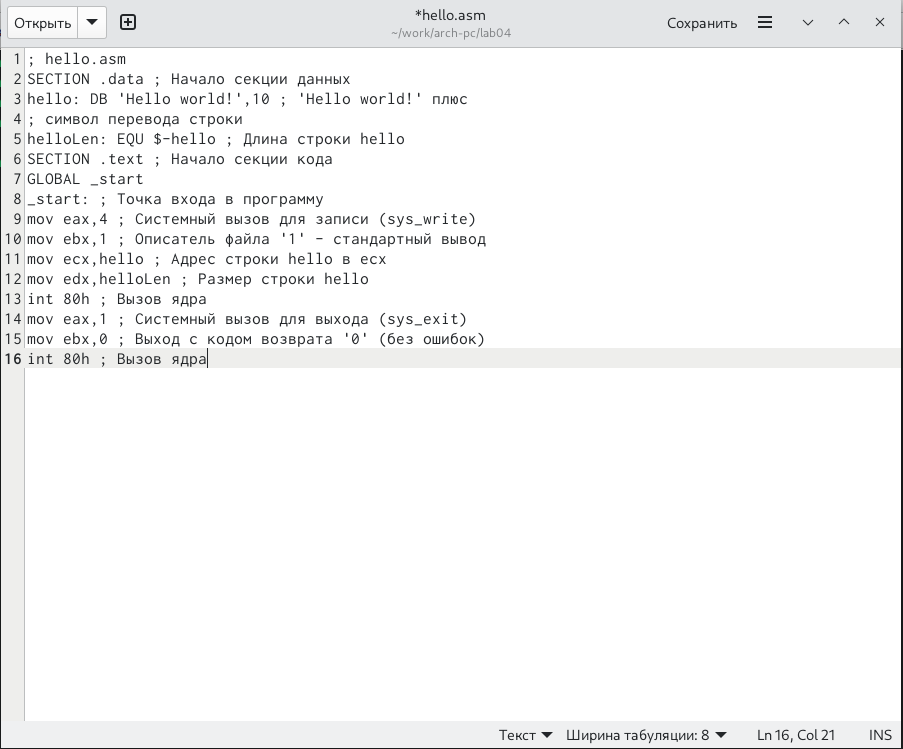 Открыть
*hello.asm
~/work/arch-pc/lab04
Сохранить
1 ; hello.asm
2 SECTION .data ; Начало секции данных
3 hello: DB 'Hello world!',10 ; 'Hello world!' плюс
4 ; символ перевода строки
5 helloLen: EQU $-hello ; Длина строки hello
6 SECTION .text ; Начало секции кода
7 GLOBAL _start
8 _start: ; Точка входа в программу
9 mov eax,4 ; Системный вызов для записи (sys_write)
10 mov ebx,1 ; Описатель файла '1' - стандартный вывод
11 mov ecx,hello ; Адрес строки hello в ecx
12 mov edx,helloLen ; Размер строки hello
13 int 80h ; Вызов ядра
14 mov eax,1 ; Системный вызов для выхода (sys_exit)
15 mov ebx,0 ; Выход с кодом возврата '0' (без ошибок)
16 int 80h ; Вызов ядра
Текст Ширина табуляции: 8 Ln 16, Col 21 INS